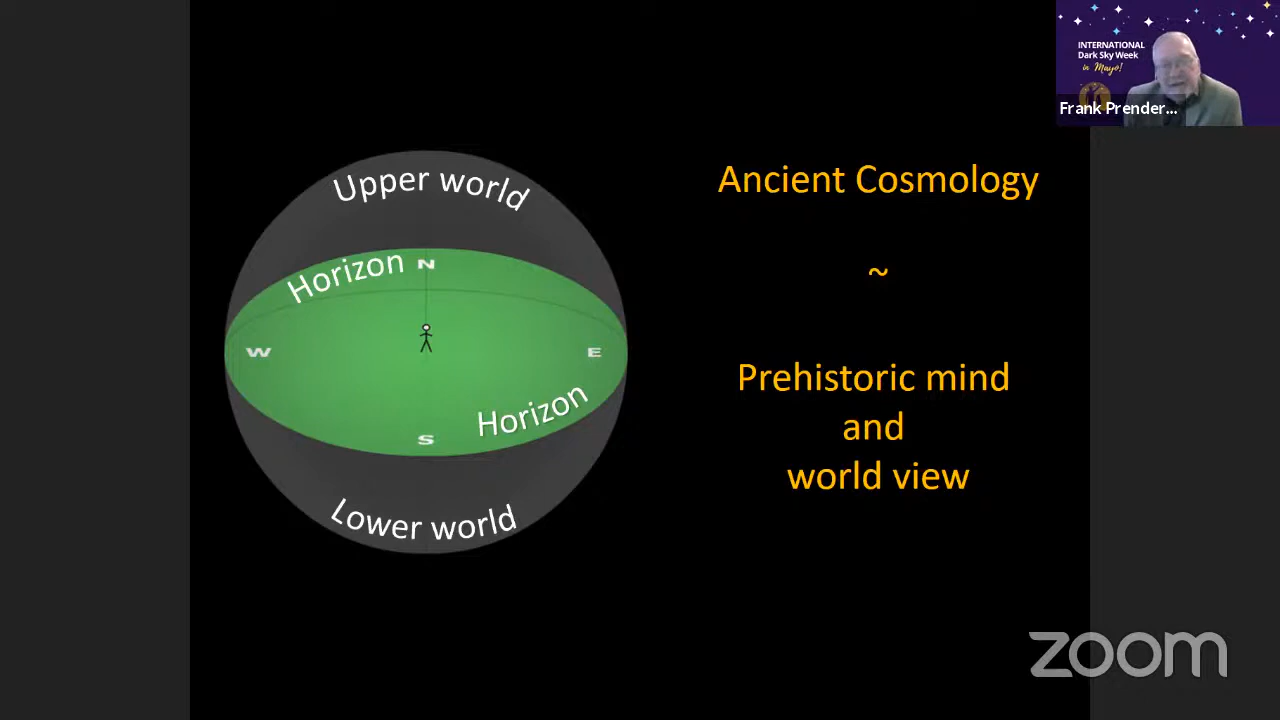 Upper world
Horizon
N
W
E
Horizon
S
Lower world
Ancient Cosmology
~
Prehistoric mind
and
world view
INTERNATIONAL
Dark Sky Week
in Mayo!
Frank Prender...
zoom